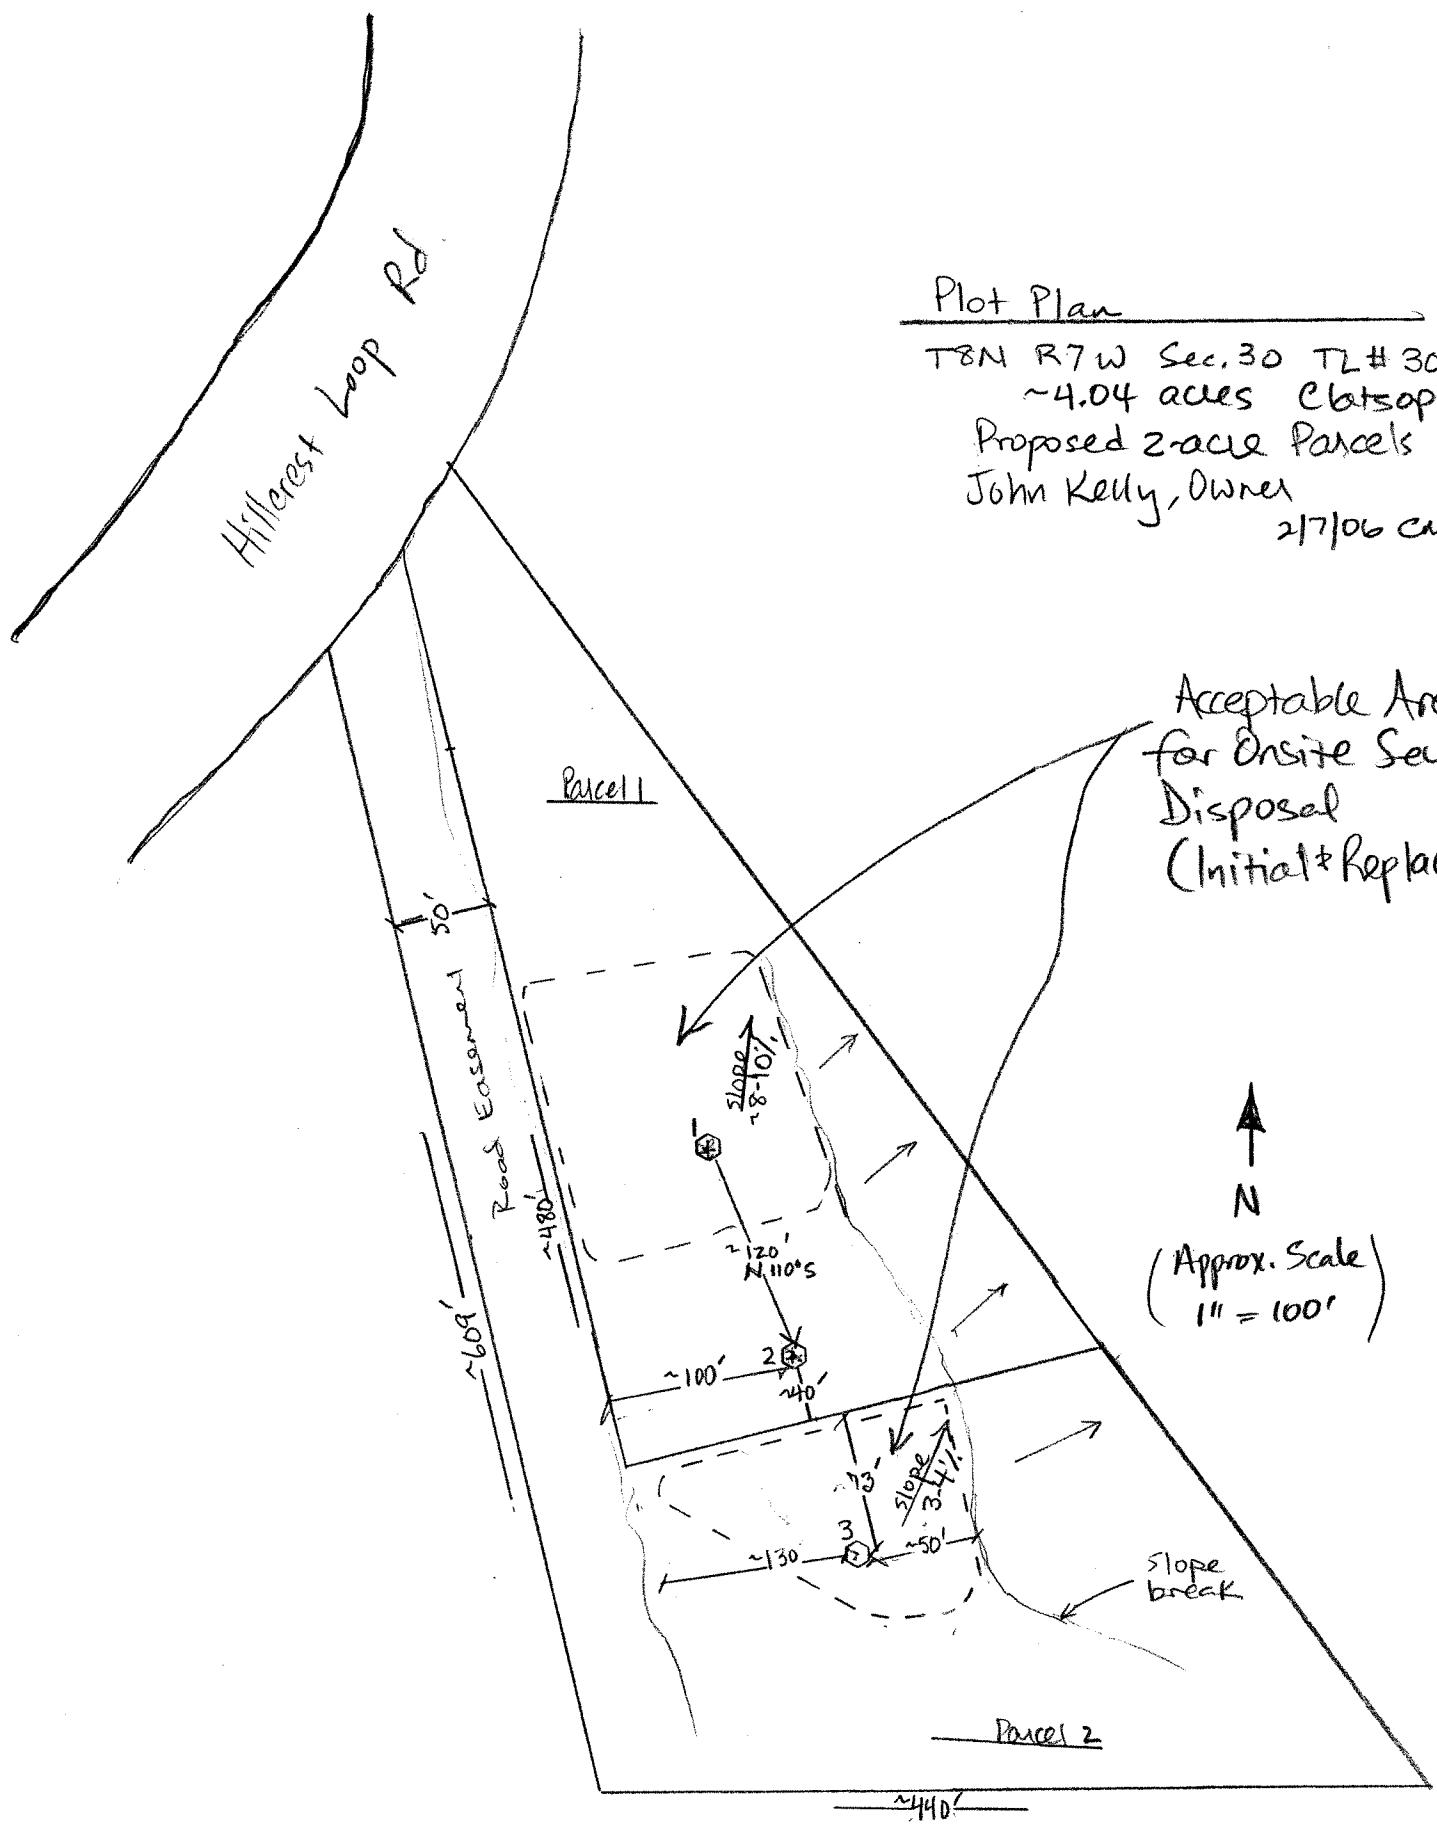 Hillcrest Loop Rd.
Plot Plan
T8N R7W Sec. 30 TL# 30
~4.04 acres Clatsop
Proposed 2-acre Parcels
John Kelly, Owner
2/7/06
Acceptable Are
for Onsite Sew
Disposal
(Initial & Replac
Parcel 1
50'
Road Easement
slope
~8-10%
1
~480'
~120'
N 110° S
N
(Approx. Scale
1" = 100')
~609'
2
~100'
~40'
~73'
slope
3-4%
3
~130
~50'
slope
break
Parcel 2
~440'